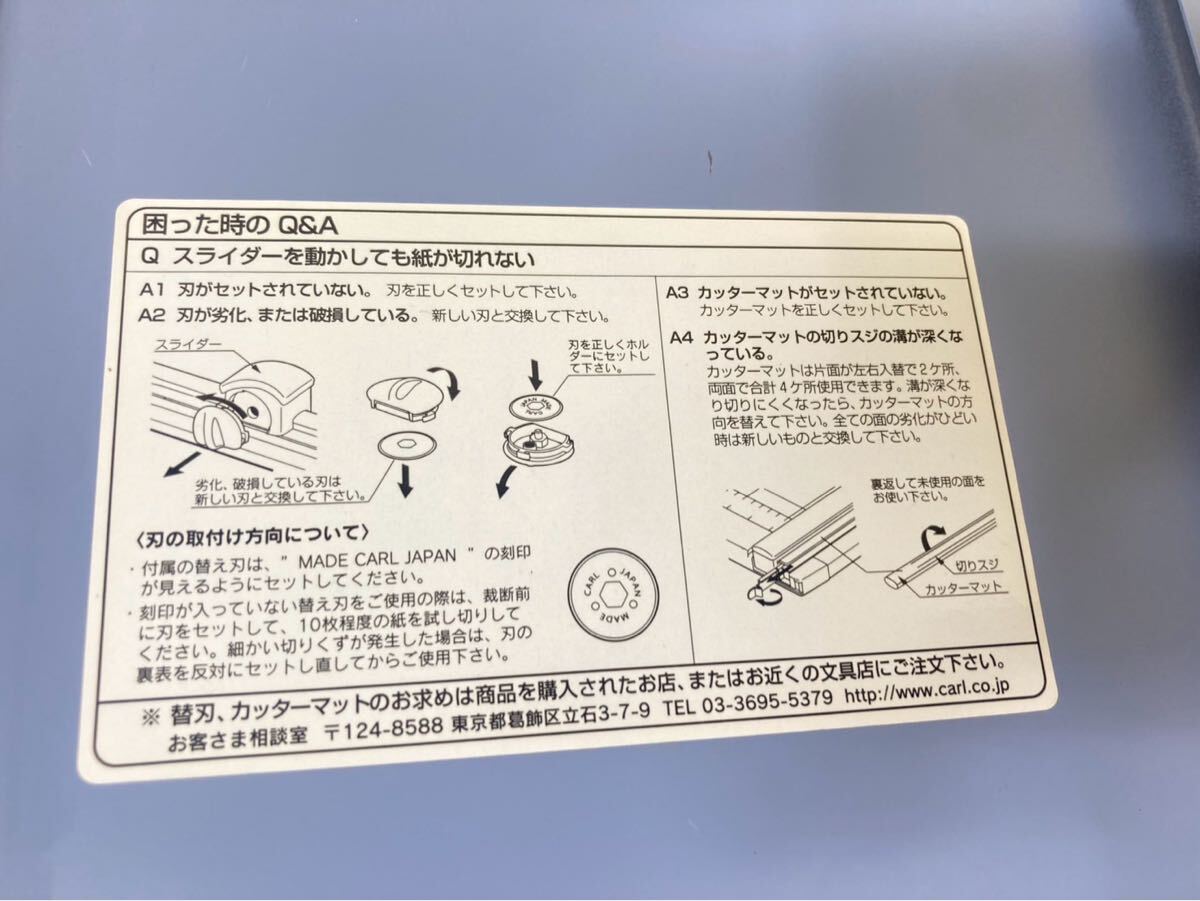 困った時のQ&A
Q スライダーを動かしても紙が切れない
A1 刃がセットされていない。 刃を正しくセットして下さい。
A2 刃が劣化、または破損している。 新しい刃と交換して下さい。
スライダー
刃を正しくホル
ダーにセットし
て下さい。
CARL JAPAN MADE
劣化、破損している刃は
新しい刃と交換して下さい。
〈刃の取付け方向について〉
・付属の替え刃は、" MADE CARL JAPAN "の刻印
が見えるようにセットしてください。
・刻印が入っていない替え刃をご使用の際は、裁断前
に刃をセットして、10枚程度の紙を試し切りして
ください。細かい切りくずが発生した場合は、刃の
裏表を反対にセットし直してからご使用下さい。
MADE CARL JAPAN
A3 カッターマットがセットされていない。
カッターマットを正しくセットして下さい。
A4 カッターマットの切りスジの溝が深くな
っている。
カッターマットは片面が左右入替で2ケ所、
両面で合計4ケ所使用できます。溝が深くな
り切りにくくなったら、カッターマットの方
向を替えて下さい。全ての面の劣化がひどい
時は新しいものと交換して下さい。
裏返して未使用の面を
お使い下さい。
切りスジ
カッターマット
※ 替刃、カッターマットのお求めは商品を購入されたお店、またはお近くの文具店にご注文下さい。
お客さま相談室 〒124-8588 東京都葛飾区立石3-7-9 TEL 03-3695-5379 http://www.carl.co.jp